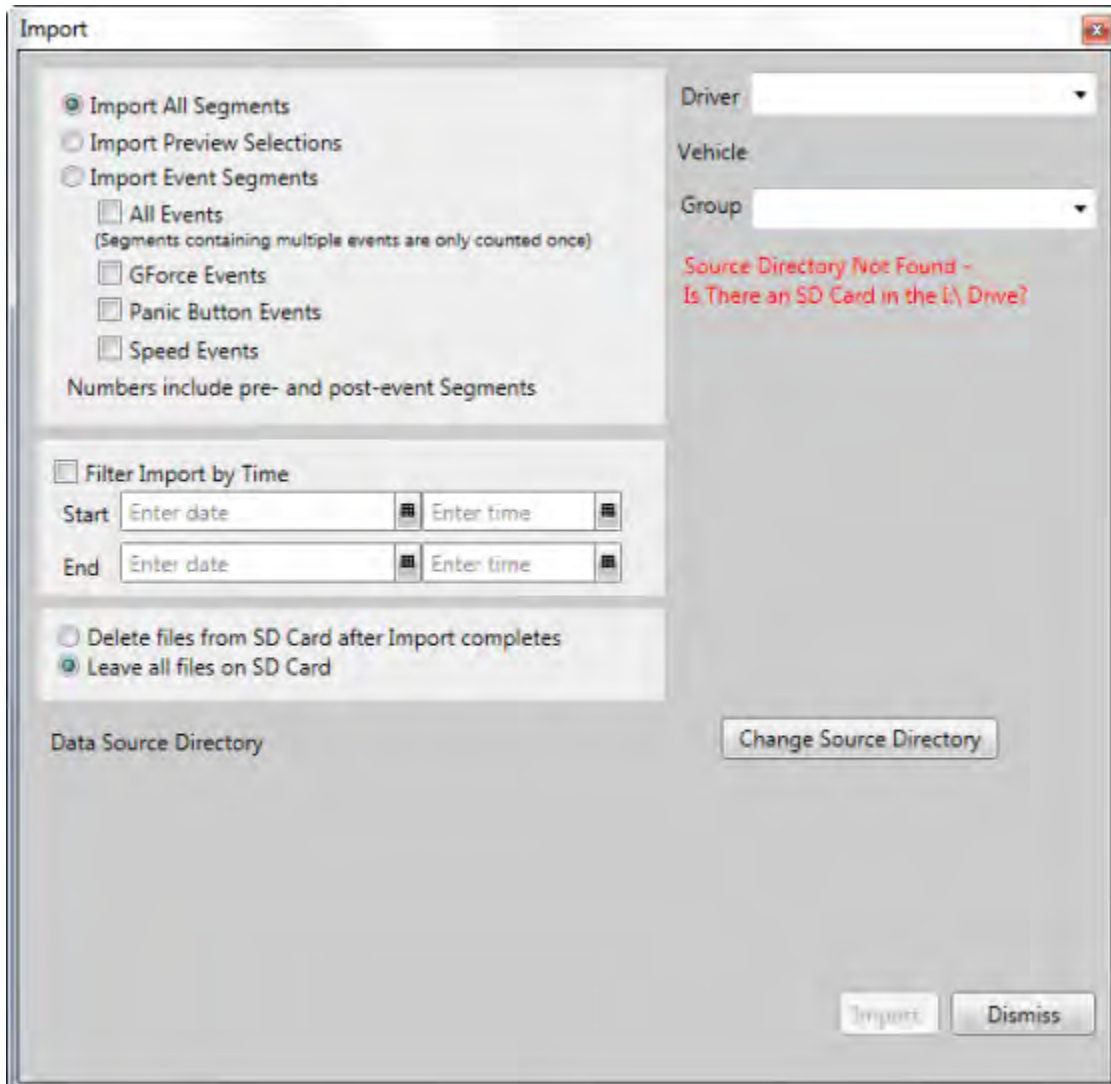 Import
Import All Segments
Import Preview Selections
Import Event Segments
All Events
(Segments containing multiple events are only counted once)
GForce Events
Panic Button Events
Speed Events
Numbers include pre- and post-event Segments
Filter Import by Time
Start Enter date Enter time
End Enter date Enter time
Delete files from SD Card after Import completes
Leave all files on SD Card
Data Source Directory
Driver
Vehicle
Group
Source Directory Not Found -
Is There an SD Card in the I:\ Drive?
Change Source Directory
Import Dismiss